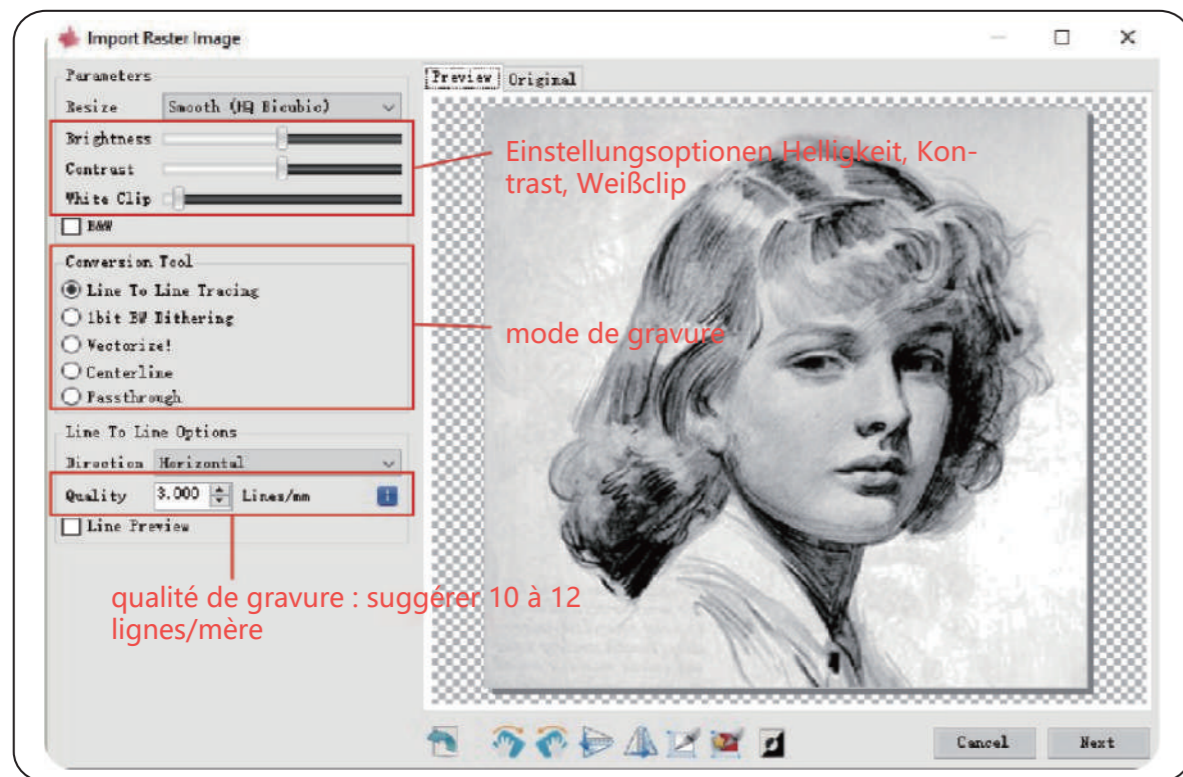 Import Raster Image
Parameters
Resize Smooth (HQ Bicubic)
Brightness
Contrast
White Clip
B&W
Conversion Tool
Line To Line Tracing
1bit BW Dithering
Vectorize!
Centerline
Passthrough
Line To Line Options
Direction Horizontal
Quality 3.000 Lines/mm
Line Preview
qualité de gravure : suggérer 10 à 12
lignes/mère
Preview Original
Einstellungsoptionen Helligkeit, Kon-
trast, Weißclip
mode de gravure
Cancel Next